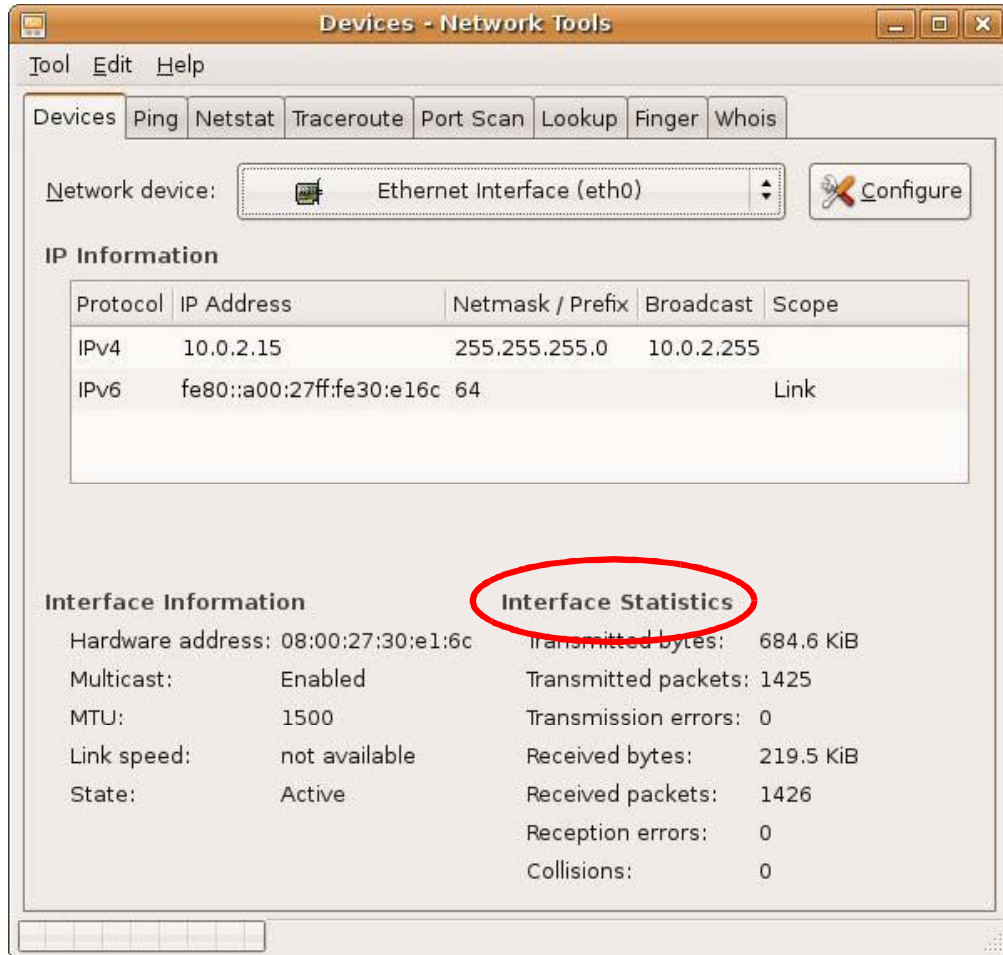 Devices - Network Tools
Tool Edit Help
Devices Ping Netstat Traceroute Port Scan Lookup Finger Whois
Network device: Ethernet Interface (eth0) Configure
IP Information
Protocol IP Address Netmask / Prefix Broadcast Scope
IPv4 10.0.2.15 255.255.255.0 10.0.2.255
IPv6 fe80::a00:27ff:fe30:e16c 64 Link
Interface Information
Hardware address: 08:00:27:30:e1:6c
Multicast: Enabled
MTU: 1500
Link speed: not available
State: Active
Interface Statistics
Transmitted bytes: 684.6 KiB
Transmitted packets: 1425
Transmission errors: 0
Received bytes: 219.5 KiB
Received packets: 1426
Reception errors: 0
Collisions: 0